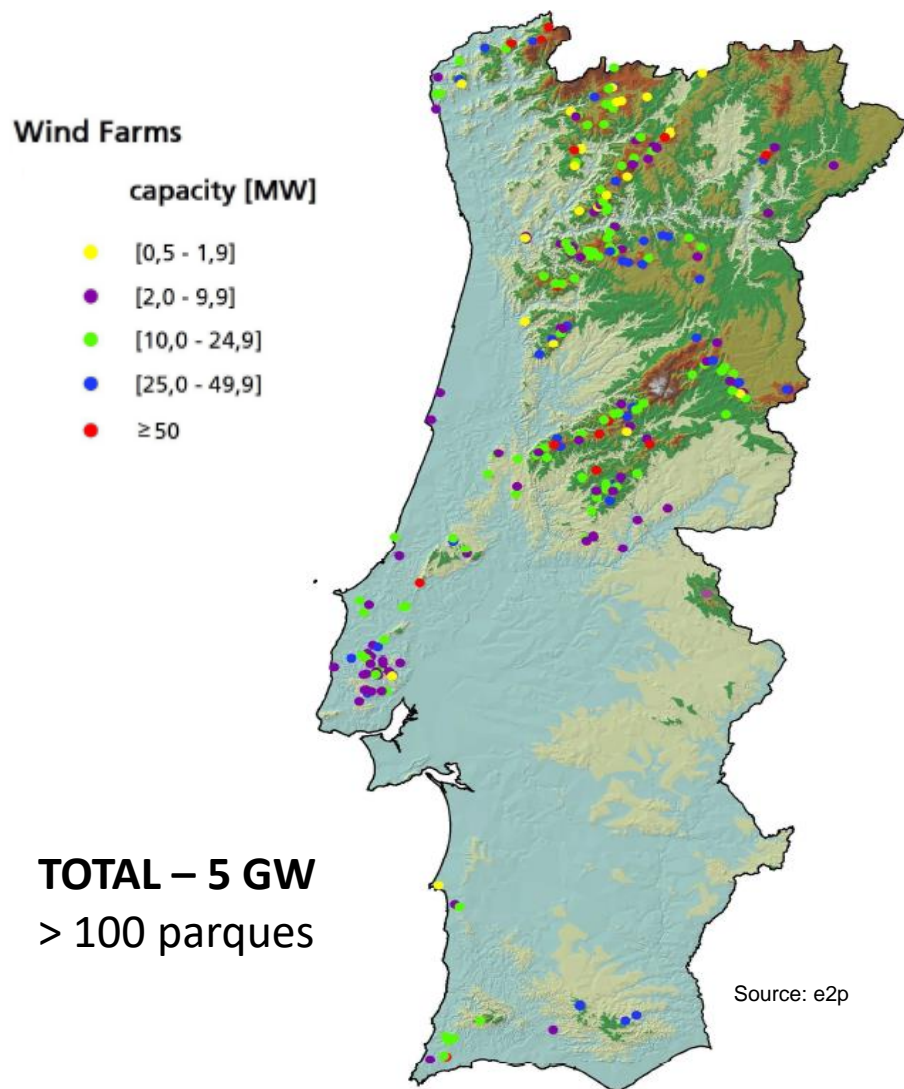 Wind Farms
capacity [MW]
[0,5 - 1,9]
[2,0 - 9,9]
[10,0 - 24,9]
[25,0 - 49,9]
≥ 50
TOTAL – 5 GW
> 100 parques
Source: e2p